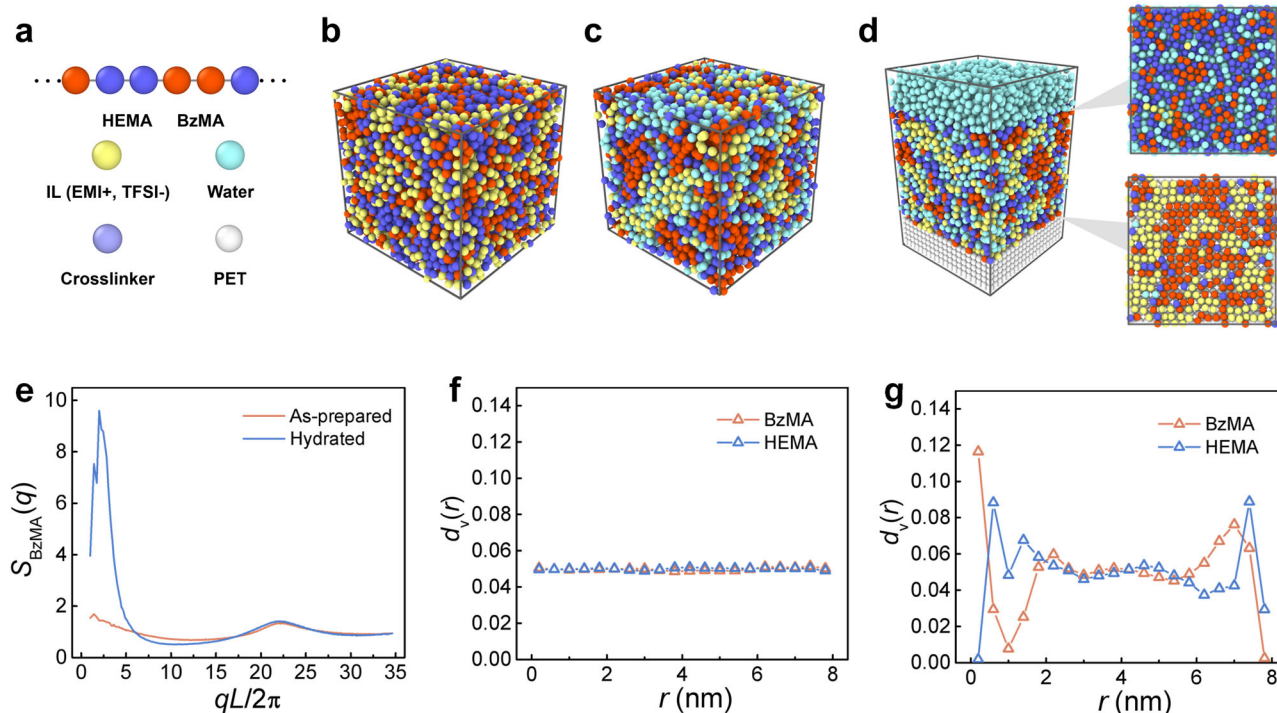 a
b
c
d
HEMA BzMA
IL (EMI+, TFSI-) Water
Crosslinker PET
e
10
8
6
4
2
0
S_BzMA(q)
As-prepared
Hydrated
0 5 10 15 20 25 30 35
qL/2π
f
0.14
0.12
0.10
0.08
0.06
0.04
0.02
0.00
d_v(r)
BzMA
HEMA
0 2 4 6 8
r (nm)
g
0.14
0.12
0.10
0.08
0.06
0.04
0.02
0.00
d_v(r)
BzMA
HEMA
0 2 4 6 8
r (nm)